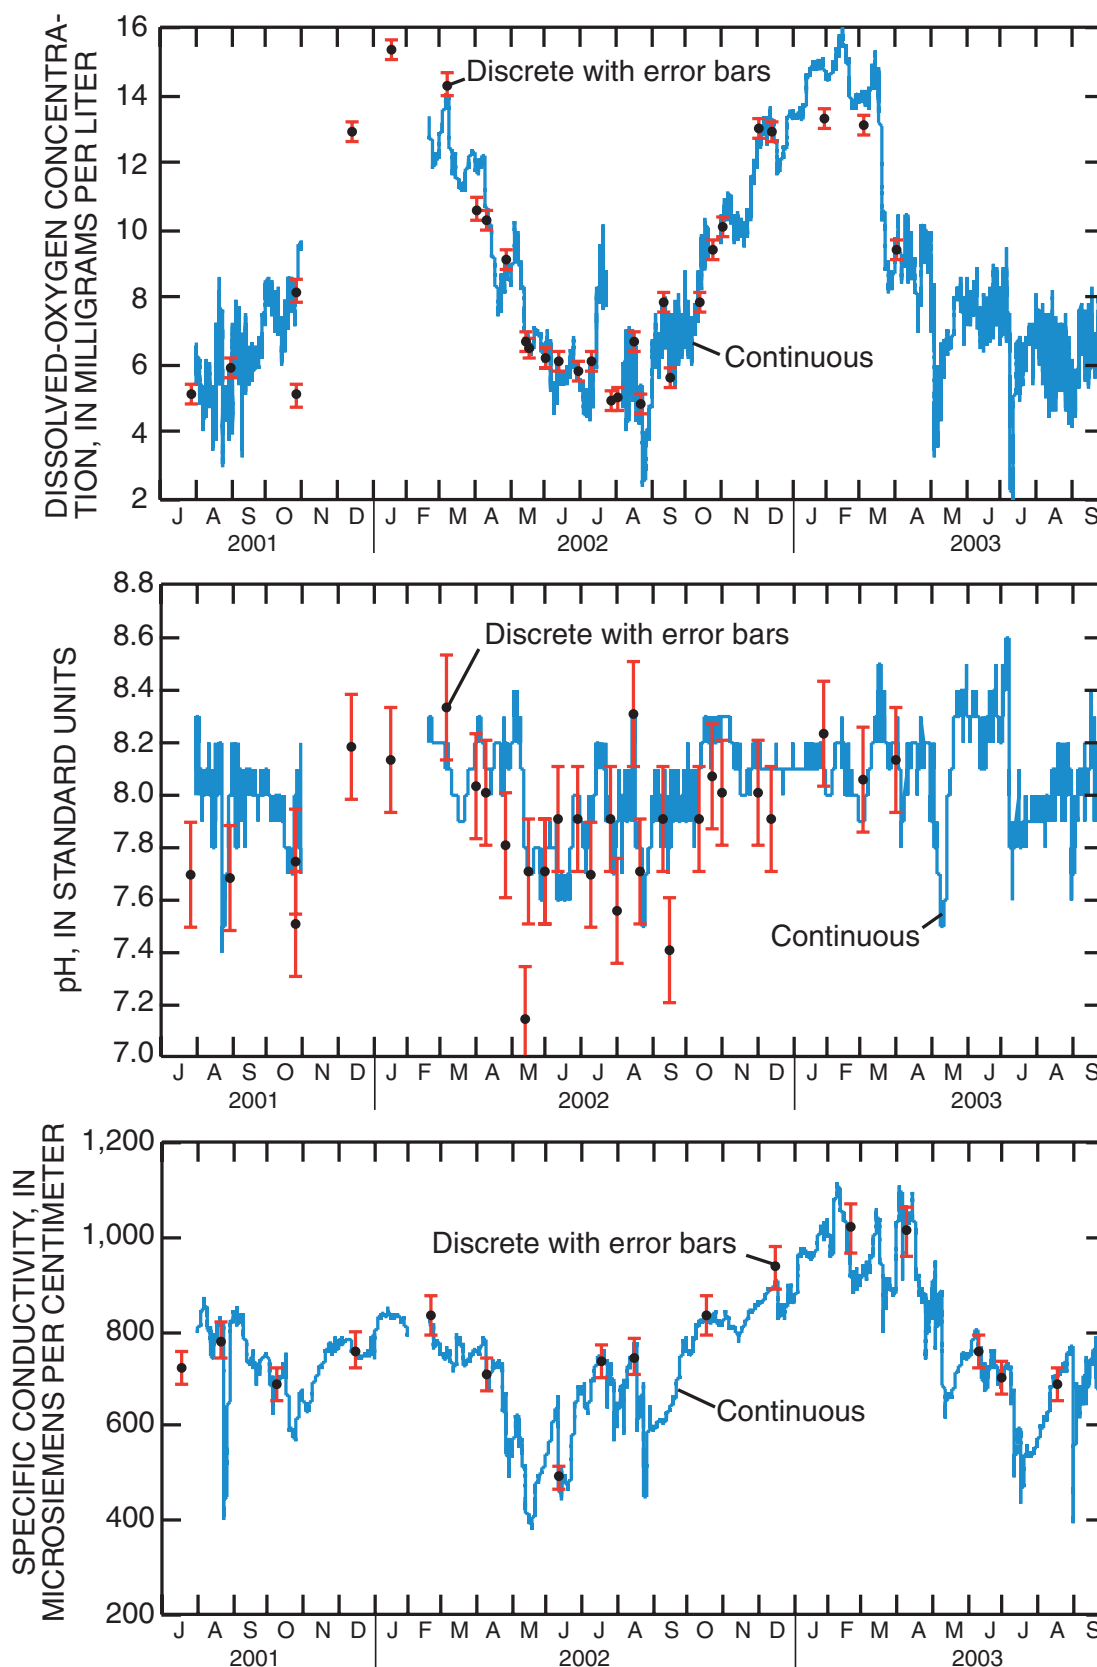 DISSOLVED-OXYGEN CONCENTRA-
TION, IN MILLIGRAMS PER LITER
16
14
12
10
8
6
4
2
Discrete with error bars
Continuous
J A S O N D J F M A M J J A S O N D J F M A M J J A S
2001 2002 2003
pH, IN STANDARD UNITS
8.8
8.6
8.4
8.2
8.0
7.8
7.6
7.4
7.2
7.0
Discrete with error bars
Continuous
J A S O N D J F M A M J J A S O N D J F M A M J J A S
2001 2002 2003
SPECIFIC CONDUCTIVITY, IN
MICROSIEMENS PER CENTIMETER
1,200
1,000
800
600
400
200
Discrete with error bars
Continuous
J A S O N D J F M A M J J A S O N D J F M A M J J A S
2001 2002 2003